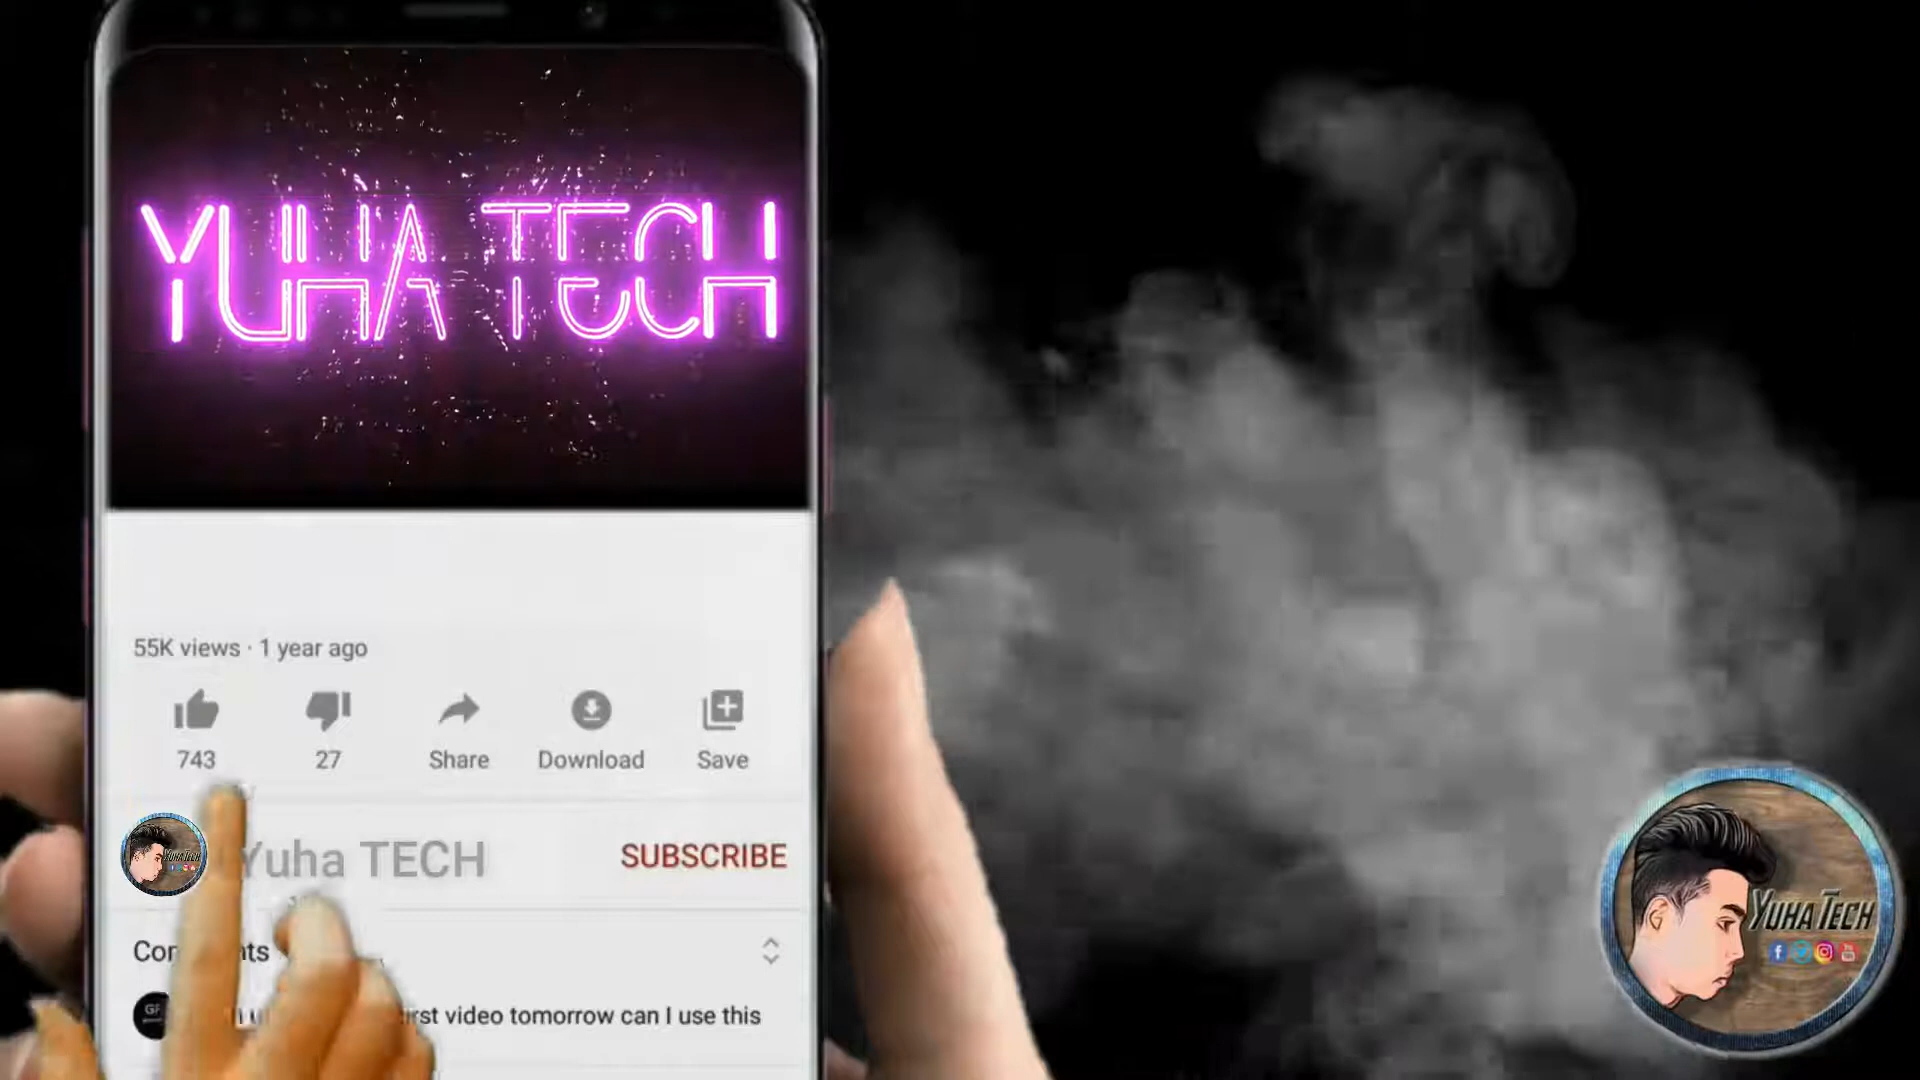 YUHA TECH
55K views · 1 year ago
743
27
Share
Download
Save
Yuha TECH
SUBSCRIBE
video tomorrow can I use this
YUHA TECH